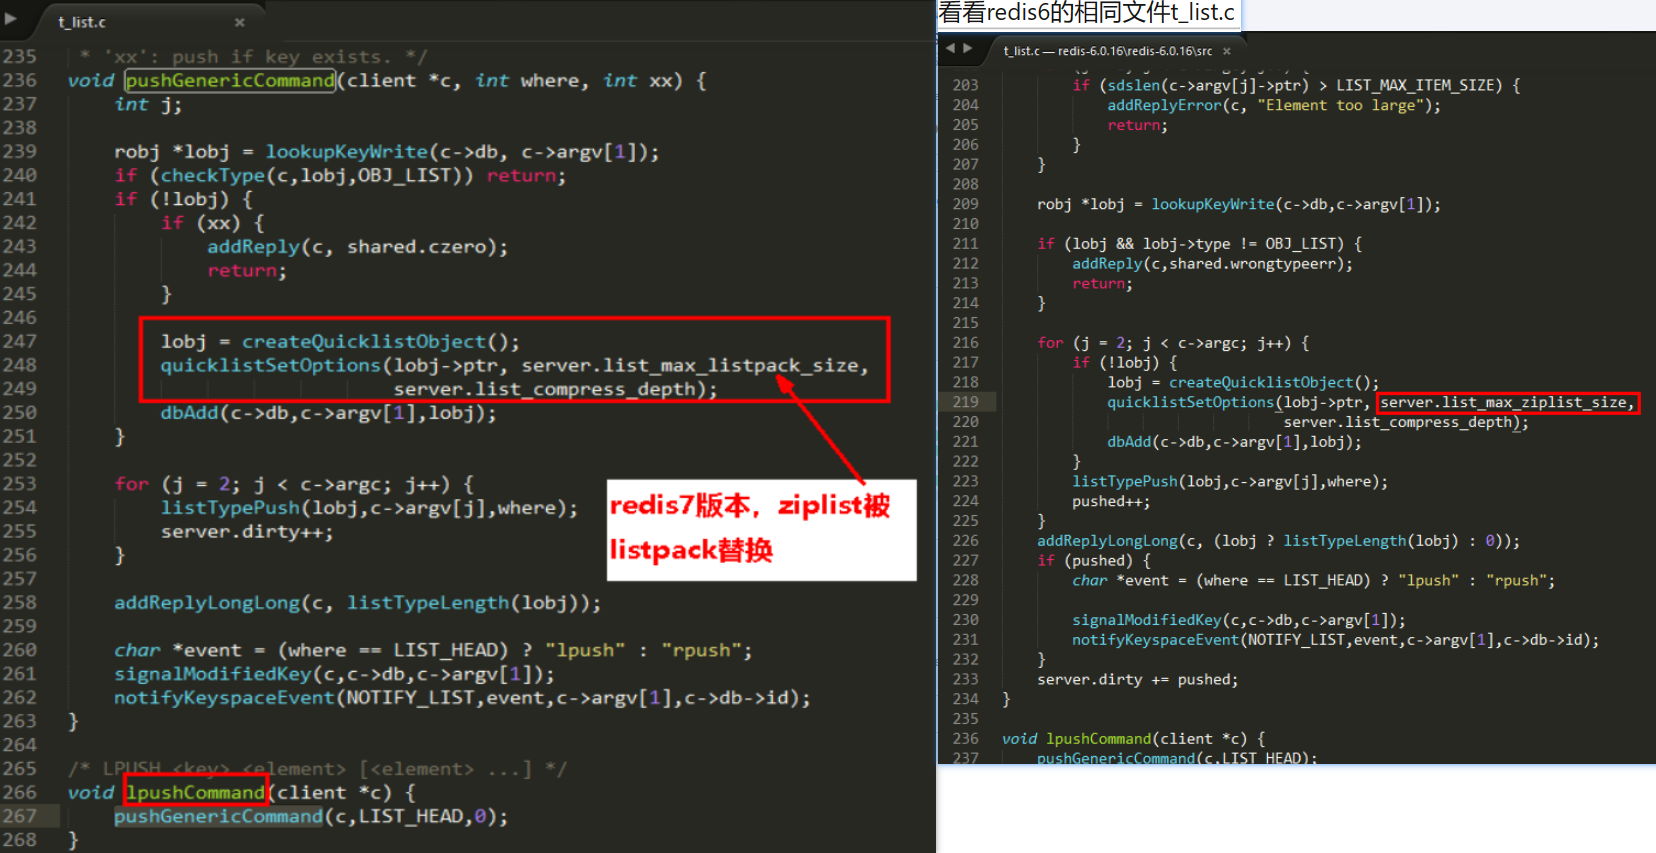 t_list.c ×
235 * 'xx': push if key exists. */
236 void pushGenericCommand(client *c, int where, int xx) {
237 int j;
238
239 robj *lobj = lookupKeyWrite(c->db, c->argv[1]);
240 if (checkType(c,lobj,OBJ_LIST)) return;
241 if (!lobj) {
242 if (xx) {
243 addReply(c, shared.czero);
244 return;
245 }
246
247 lobj = createQuicklistObject();
248 quicklistSetOptions(lobj->ptr, server.list_max_listpack_size,
249 server.list_compress_depth);
250 dbAdd(c->db,c->argv[1],lobj);
251 }
252
253 for (j = 2; j < c->argc; j++) {
254 listTypePush(lobj,c->argv[j],where);
255 server.dirty++;
256 }
257
258 addReplyLongLong(c, listTypeLength(lobj));
259
260 char *event = (where == LIST_HEAD) ? "lpush" : "rpush";
261 signalModifiedKey(c,c->db,c->argv[1]);
262 notifyKeyspaceEvent(NOTIFY_LIST,event,c->argv[1],c->db->id);
263 }
264
265 /* LPUSH <key> <element> [<element> ...] */
266 void lpushCommand(client *c) {
267 pushGenericCommand(c,LIST_HEAD,0);
268 }
redis7版本，ziplist被
listpack替换
看看redis6的相同文件t_list.c
t_list.c — redis-6.0.16\redis-6.0.16\src ×
203 if (sdslen(c->argv[j]->ptr) > LIST_MAX_ITEM_SIZE) {
204 addReplyError(c, "Element too large");
205 return;
206 }
207 }
208
209 robj *lobj = lookupKeyWrite(c->db,c->argv[1]);
210
211 if (lobj && lobj->type != OBJ_LIST) {
212 addReply(c,shared.wrongtypeerr);
213 return;
214 }
215
216 for (j = 2; j < c->argc; j++) {
217 if (!lobj) {
218 lobj = createQuicklistObject();
219 quicklistSetOptions(lobj->ptr, server.list_max_ziplist_size,
220 server.list_compress_depth);
221 dbAdd(c->db,c->argv[1],lobj);
222 }
223 listTypePush(lobj,c->argv[j],where);
224 pushed++;
225 }
226 addReplyLongLong(c, (lobj ? listTypeLength(lobj) : 0));
227 if (pushed) {
228 char *event = (where == LIST_HEAD) ? "lpush" : "rpush";
229
230 signalModifiedKey(c,c->db,c->argv[1]);
231 notifyKeyspaceEvent(NOTIFY_LIST,event,c->argv[1],c->db->id);
232 }
233 server.dirty += pushed;
234 }
235
236 void lpushCommand(client *c) {
237 pushGenericCommand(c,LIST_HEAD);